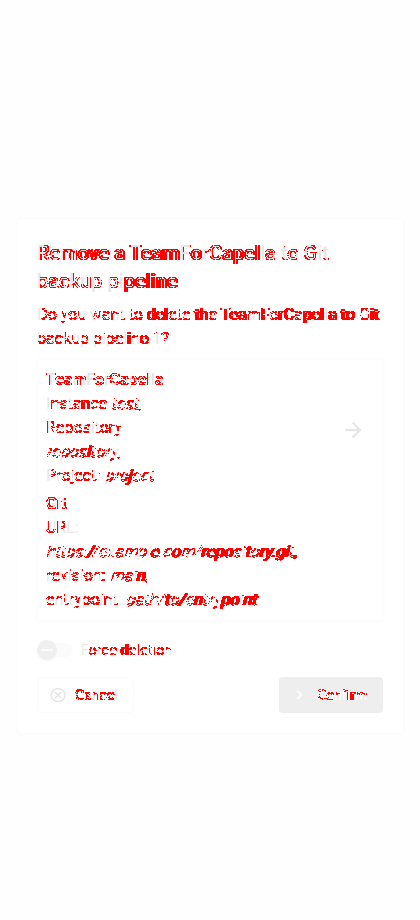 Remove a TeamForCapella to Git
backup pipeline
Do you want to delete the TeamForCapella to Git
backup pipeline 1?
TeamForCapella
Instance: test,
Repository:
repository,
Project: project
Git
URL:
https://example.com/repository.git,
revision: main,
entrypoint: path/to/entrypoint
Force deletion
Cancel
Confirm